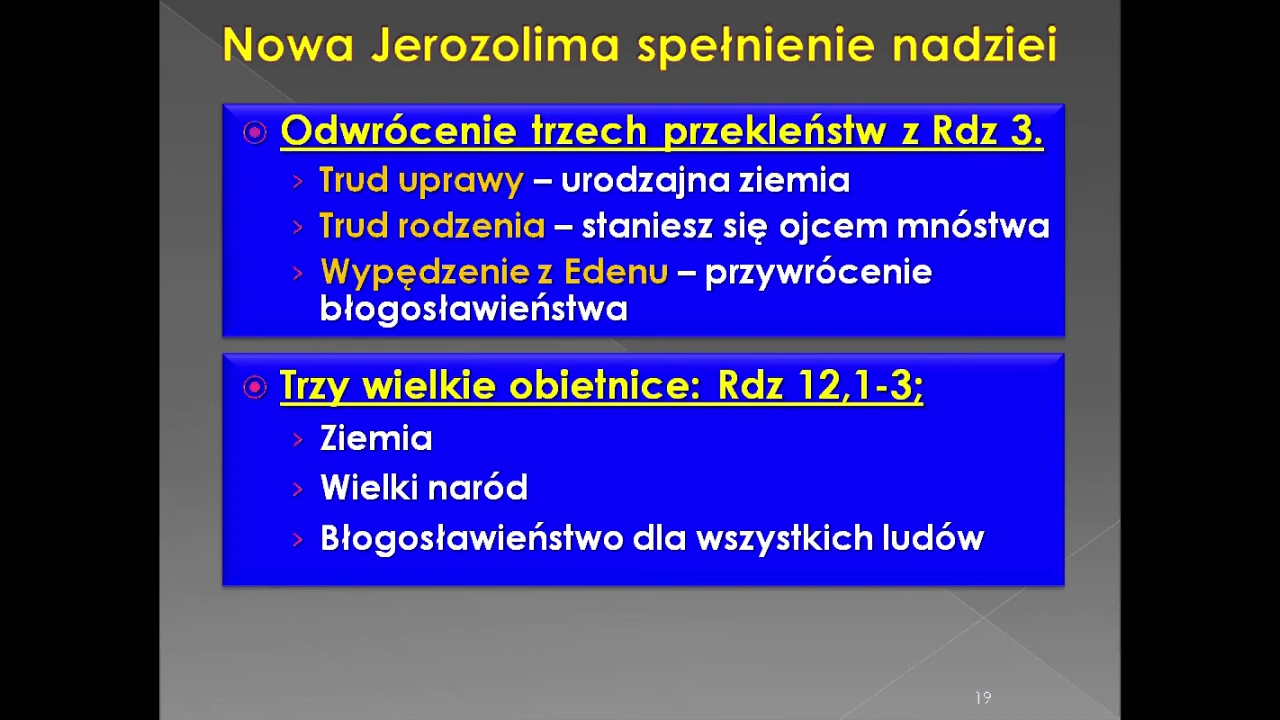 Nowa Jerozolima spełnienie nadziei
Odwrócenie trzech przekleństw z Rdz 3.
Trud uprawy – urodzajna ziemia
Trud rodzenia – staniesz się ojcem mnóstwa
Wypędzenie z Edenu – przywrócenie
błogosławieństwa
Trzy wielkie obietnice: Rdz 12,1-3;
Ziemia
Wielki naród
Błogosławieństwo dla wszystkich ludów
19